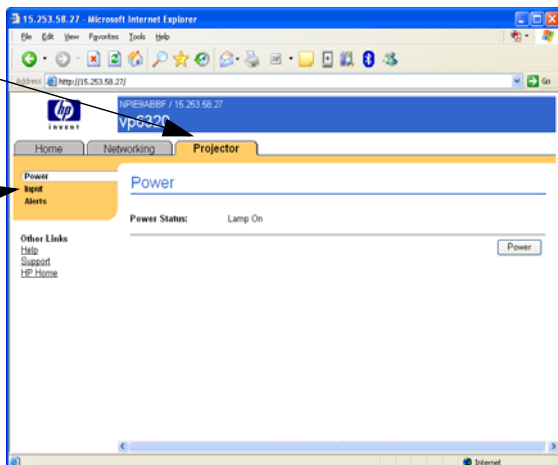 15.253.58.27 - Microsoft Internet Explorer
File Edit View Favorites Tools Help
Address http://15.253.58.27/ Go
hp
invent
NPIE9ABBF / 15.253.58.27
vp6320
Home Networking Projector
Power
Input
Alerts
Other Links
Help
Support
HP Home
Power
Power Status: Lamp On
Power
Internet